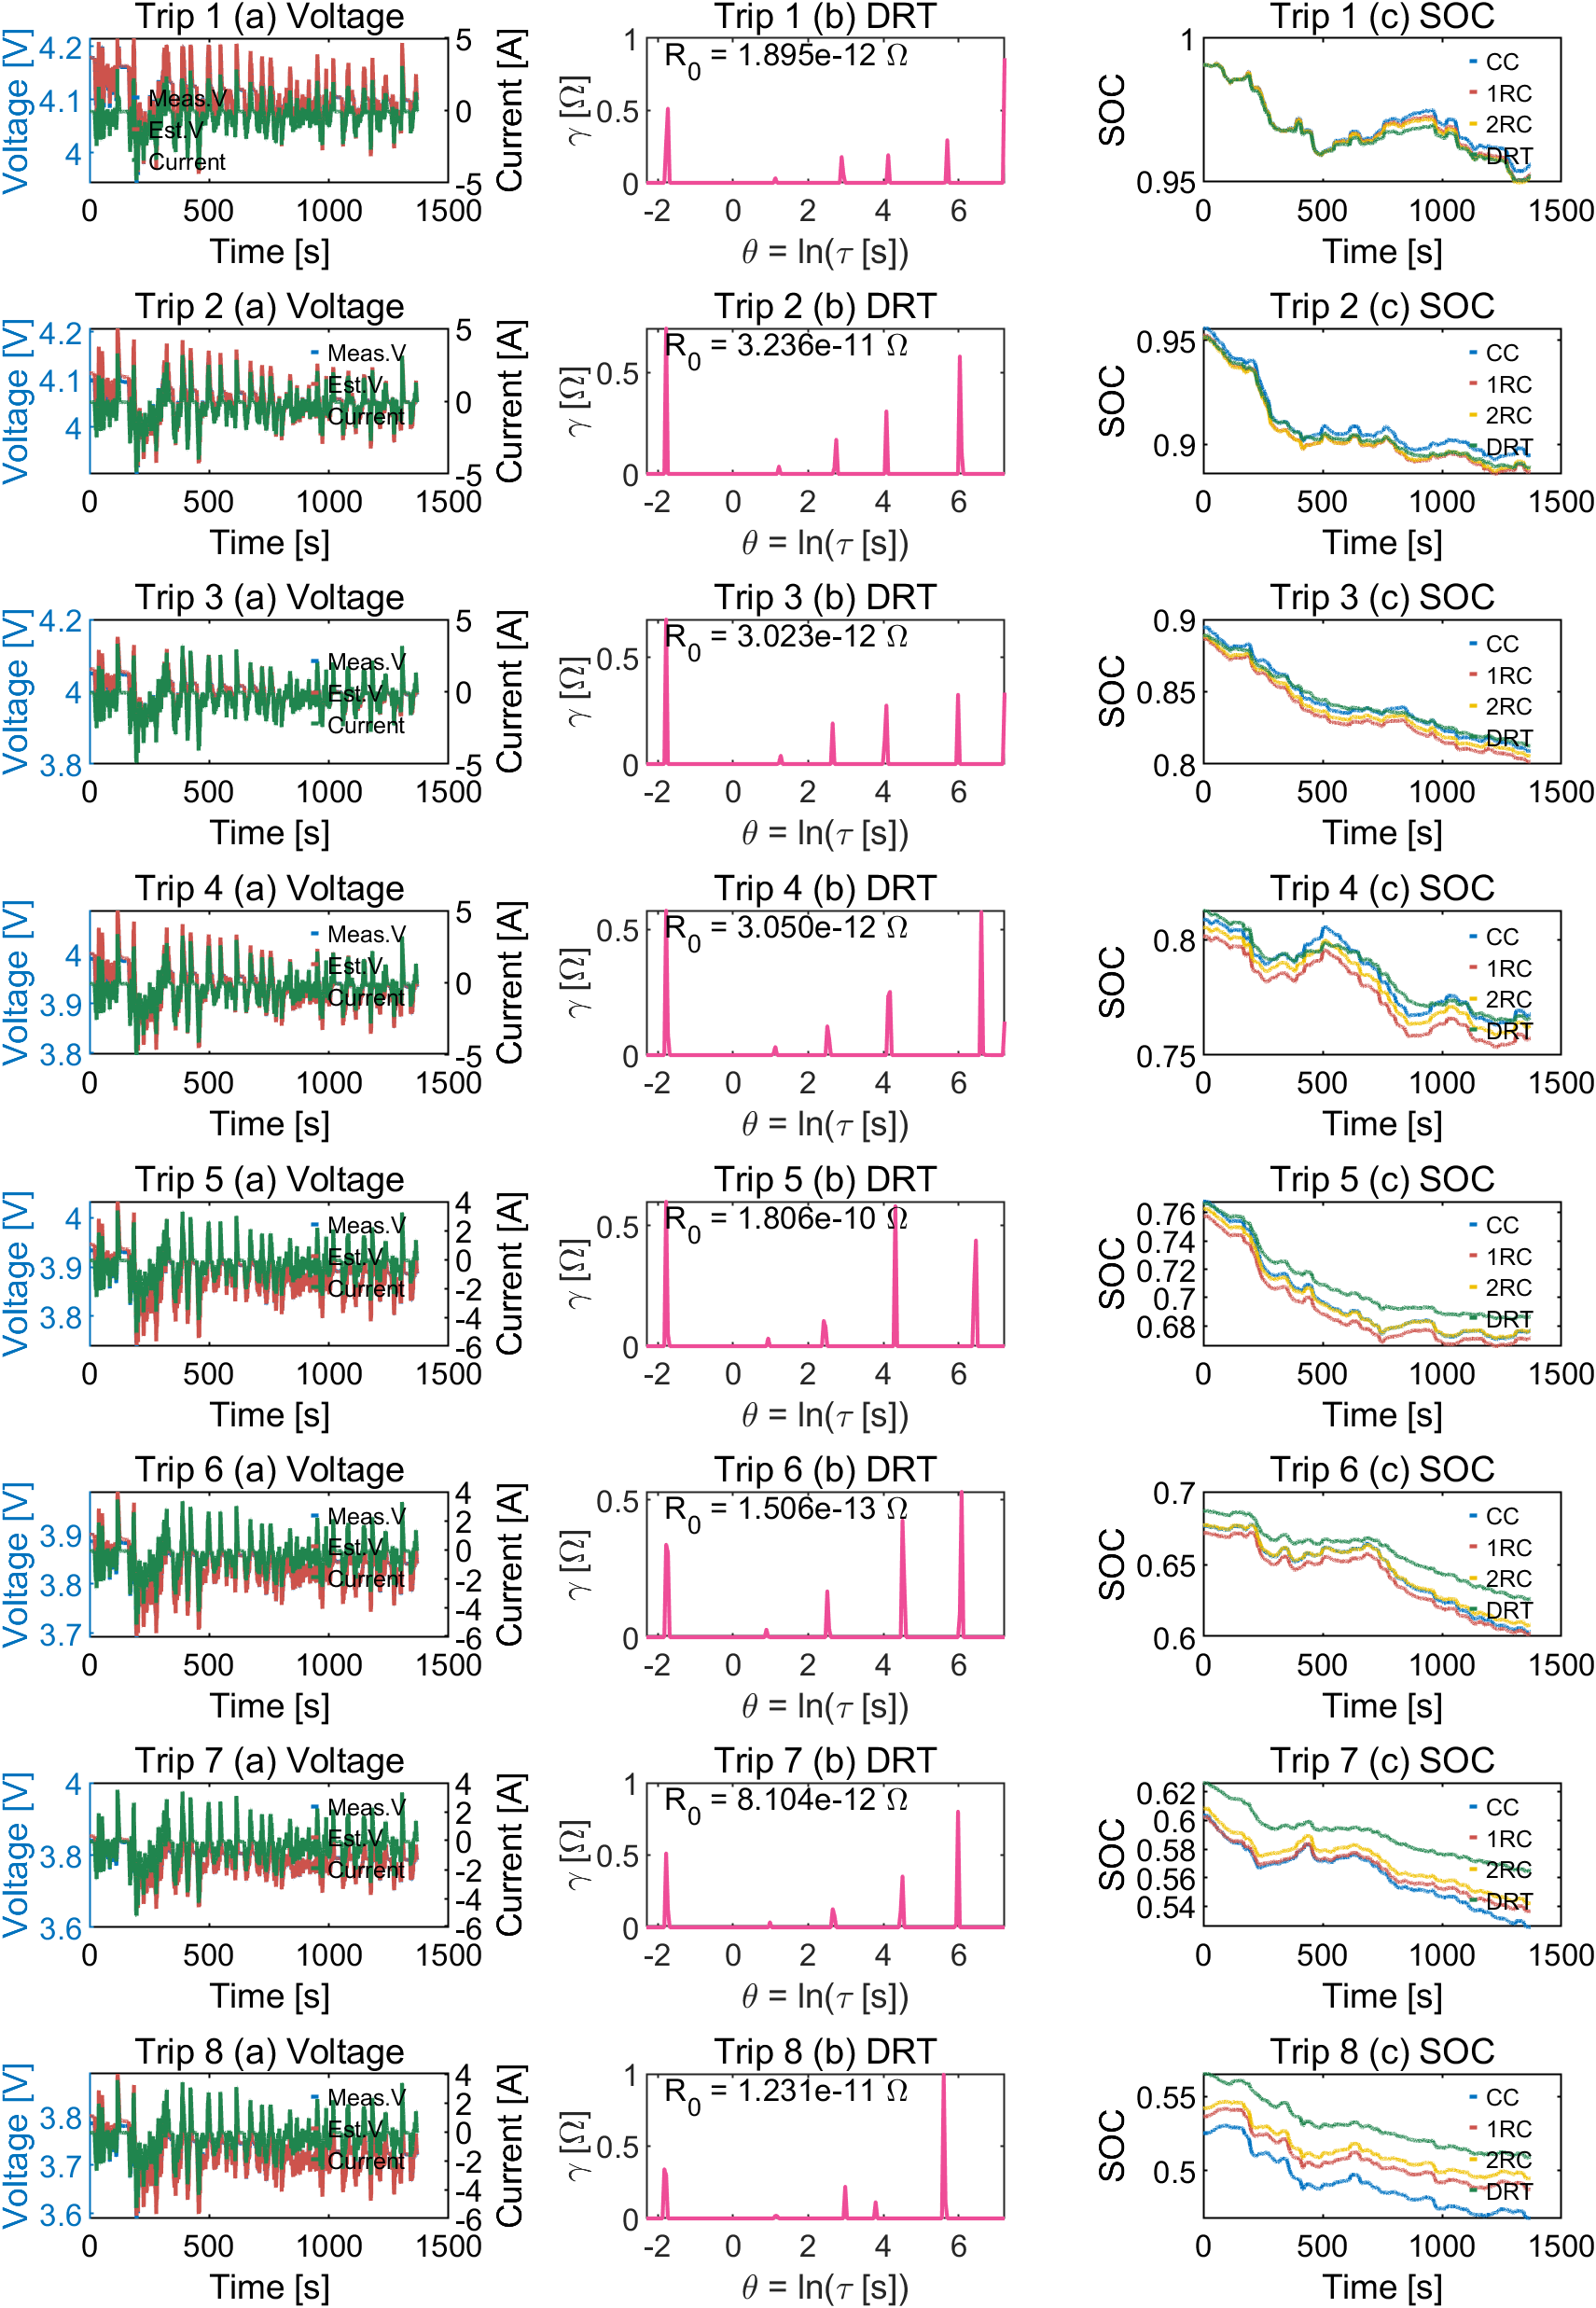 Trip 1 (a) Voltage
Voltage [V]
4.2
4.1
4
Meas.V
Est.V
Current
5
0
-5
Current [A]
0 500 1000 1500
Time [s]
Trip 1 (b) DRT
γ [Ω]
1
0.5
0
R0 = 1.895e-12 Ω
-2 0 2 4 6
θ = ln(τ [s])
Trip 1 (c) SOC
SOC
1
0.95
CC
1RC
2RC
DRT
0 500 1000 1500
Time [s]
Trip 2 (a) Voltage
Voltage [V]
4.2
4.1
4
Meas.V
Est.V
Current
5
0
-5
Current [A]
0 500 1000 1500
Time [s]
Trip 2 (b) DRT
γ [Ω]
0.5
0
R0 = 3.236e-11 Ω
-2 0 2 4 6
θ = ln(τ [s])
Trip 2 (c) SOC
SOC
0.95
0.9
CC
1RC
2RC
DRT
0 500 1000 1500
Time [s]
Trip 3 (a) Voltage
Voltage [V]
4.2
4
3.8
Meas.V
Est.V
Current
5
0
-5
Current [A]
0 500 1000 1500
Time [s]
Trip 3 (b) DRT
γ [Ω]
0.5
0
R0 = 3.023e-12 Ω
-2 0 2 4 6
θ = ln(τ [s])
Trip 3 (c) SOC
SOC
0.9
0.85
0.8
CC
1RC
2RC
DRT
0 500 1000 1500
Time [s]
Trip 4 (a) Voltage
Voltage [V]
4
3.9
3.8
Meas.V
Est.V
Current
5
0
-5
Current [A]
0 500 1000 1500
Time [s]
Trip 4 (b) DRT
γ [Ω]
0.5
0
R0 = 3.050e-12 Ω
-2 0 2 4 6
θ = ln(τ [s])
Trip 4 (c) SOC
SOC
0.8
0.75
CC
1RC
2RC
DRT
0 500 1000 1500
Time [s]
Trip 5 (a) Voltage
Voltage [V]
4
3.9
3.8
Meas.V
Est.V
Current
4
2
0
-2
-4
-6
Current [A]
0 500 1000 1500
Time [s]
Trip 5 (b) DRT
γ [Ω]
0.5
0
R0 = 1.806e-10 Ω
-2 0 2 4 6
θ = ln(τ [s])
Trip 5 (c) SOC
SOC
0.76
0.74
0.72
0.7
0.68
CC
1RC
2RC
DRT
0 500 1000 1500
Time [s]
Trip 6 (a) Voltage
Voltage [V]
3.9
3.8
3.7
Meas.V
Est.V
Current
4
2
0
-2
-4
-6
Current [A]
0 500 1000 1500
Time [s]
Trip 6 (b) DRT
γ [Ω]
0.5
0
R0 = 1.506e-13 Ω
-2 0 2 4 6
θ = ln(τ [s])
Trip 6 (c) SOC
SOC
0.7
0.65
0.6
CC
1RC
2RC
DRT
0 500 1000 1500
Time [s]
Trip 7 (a) Voltage
Voltage [V]
4
3.8
3.6
Meas.V
Est.V
Current
4
2
0
-2
-4
-6
Current [A]
0 500 1000 1500
Time [s]
Trip 7 (b) DRT
γ [Ω]
1
0.5
0
R0 = 8.104e-12 Ω
-2 0 2 4 6
θ = ln(τ [s])
Trip 7 (c) SOC
SOC
0.62
0.6
0.58
0.56
0.54
CC
1RC
2RC
DRT
0 500 1000 1500
Time [s]
Trip 8 (a) Voltage
Voltage [V]
3.8
3.7
3.6
Meas.V
Est.V
Current
4
2
0
-2
-4
-6
Current [A]
0 500 1000 1500
Time [s]
Trip 8 (b) DRT
γ [Ω]
1
0.5
0
R0 = 1.231e-11 Ω
-2 0 2 4 6
θ = ln(τ [s])
Trip 8 (c) SOC
SOC
0.55
0.5
CC
1RC
2RC
DRT
0 500 1000 1500
Time [s]